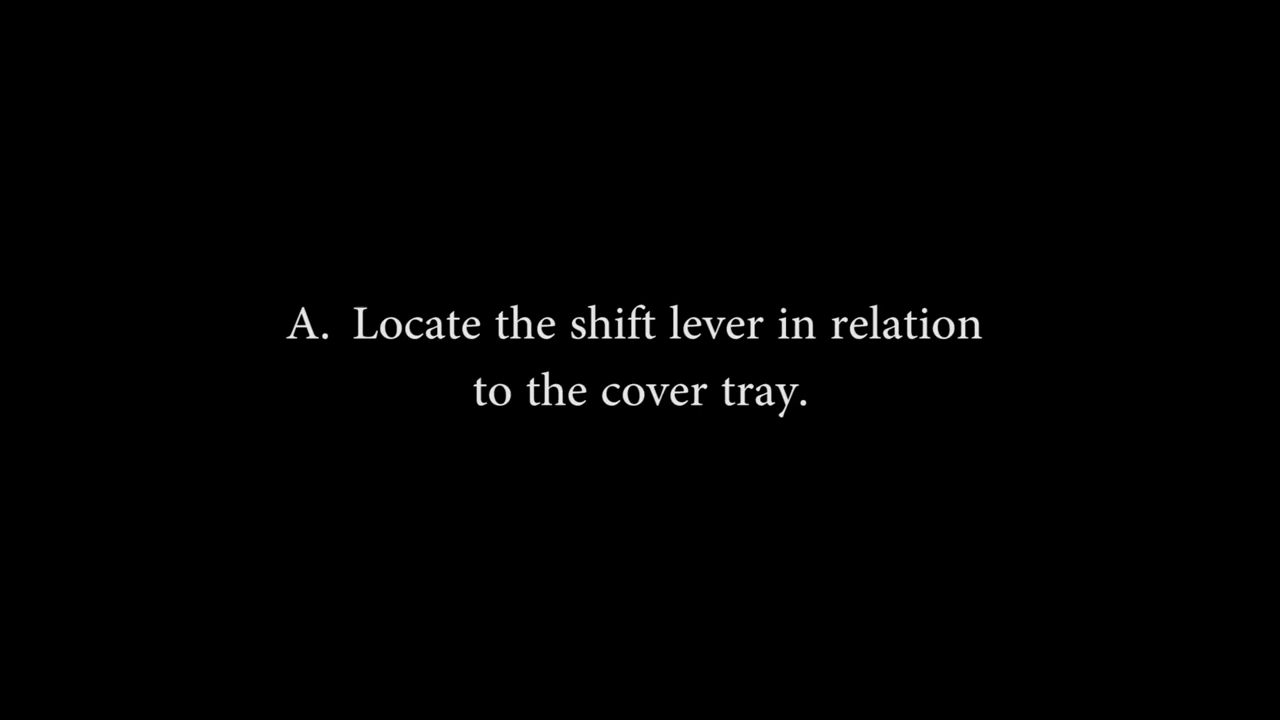 A. Locate the shift lever in relation
to the cover tray.